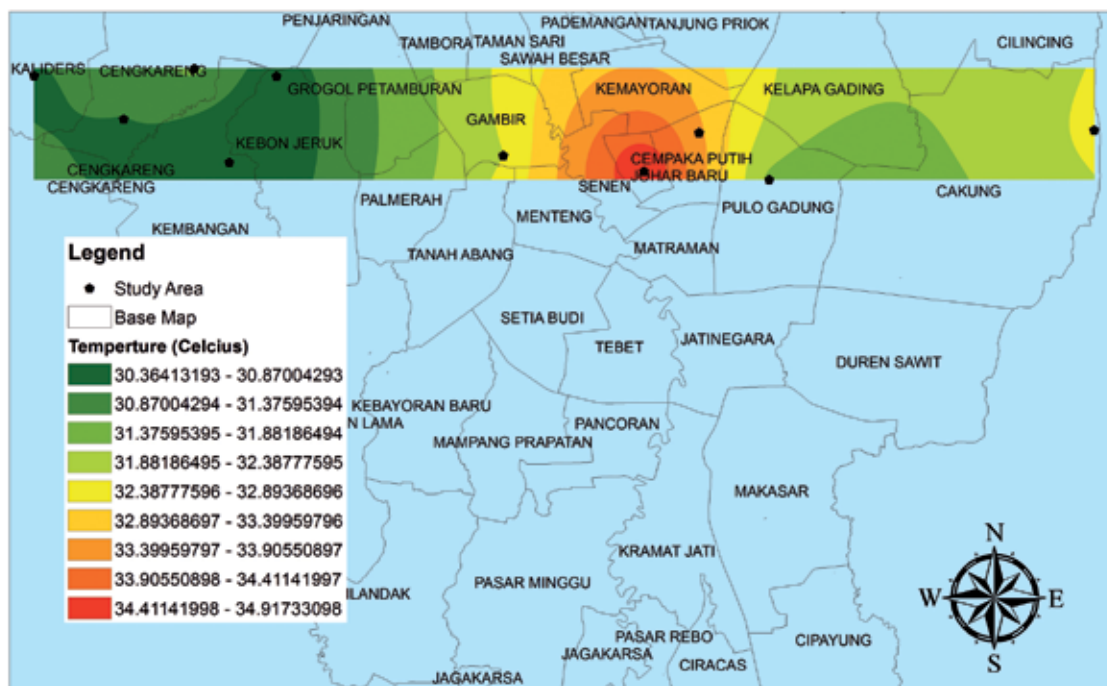 PENJARINGAN
PADEMANGAN
TANJUNG PRIOK
TAMBORA
TAMAN SARI
CILINCING
SAWAH BESAR
KALIDERS
CENGKARENG
GROGOL PETAMBURAN
KEMAYORAN
KELAPA GADING
GAMBIR
KEBON JERUK
CEMPAKA PUTIH
CENGKARENG
JOHAR BARU
CENGKARENG
SENEN
CAKUNG
PALMERAH
PULO GADUNG
MENTENG
KEMBANGAN
MATRAMAN
TANAH ABANG
SETIA BUDI
JATINEGARA
TEBET
DUREN SAWIT
KEBAYORAN BARU
N LAMA
PANCORAN
MAMPANG PRAPATAN
MAKASAR
KRAMAT JATI
PASAR MINGGU
ILANDAK
PASAR REBO
CIPAYUNG
JAGAKARSA
CIRACAS
JAGAKARSA
Legend
Study Area
Base Map
Temperture (Celcius)
30.36413193 - 30.87004293
30.87004294 - 31.37595394
31.37595395 - 31.88186494
31.88186495 - 32.38777595
32.38777596 - 32.89368696
32.89368697 - 33.39959796
33.39959797 - 33.90550897
33.90550898 - 34.41141997
34.41141998 - 34.91733098
N
W
E
S